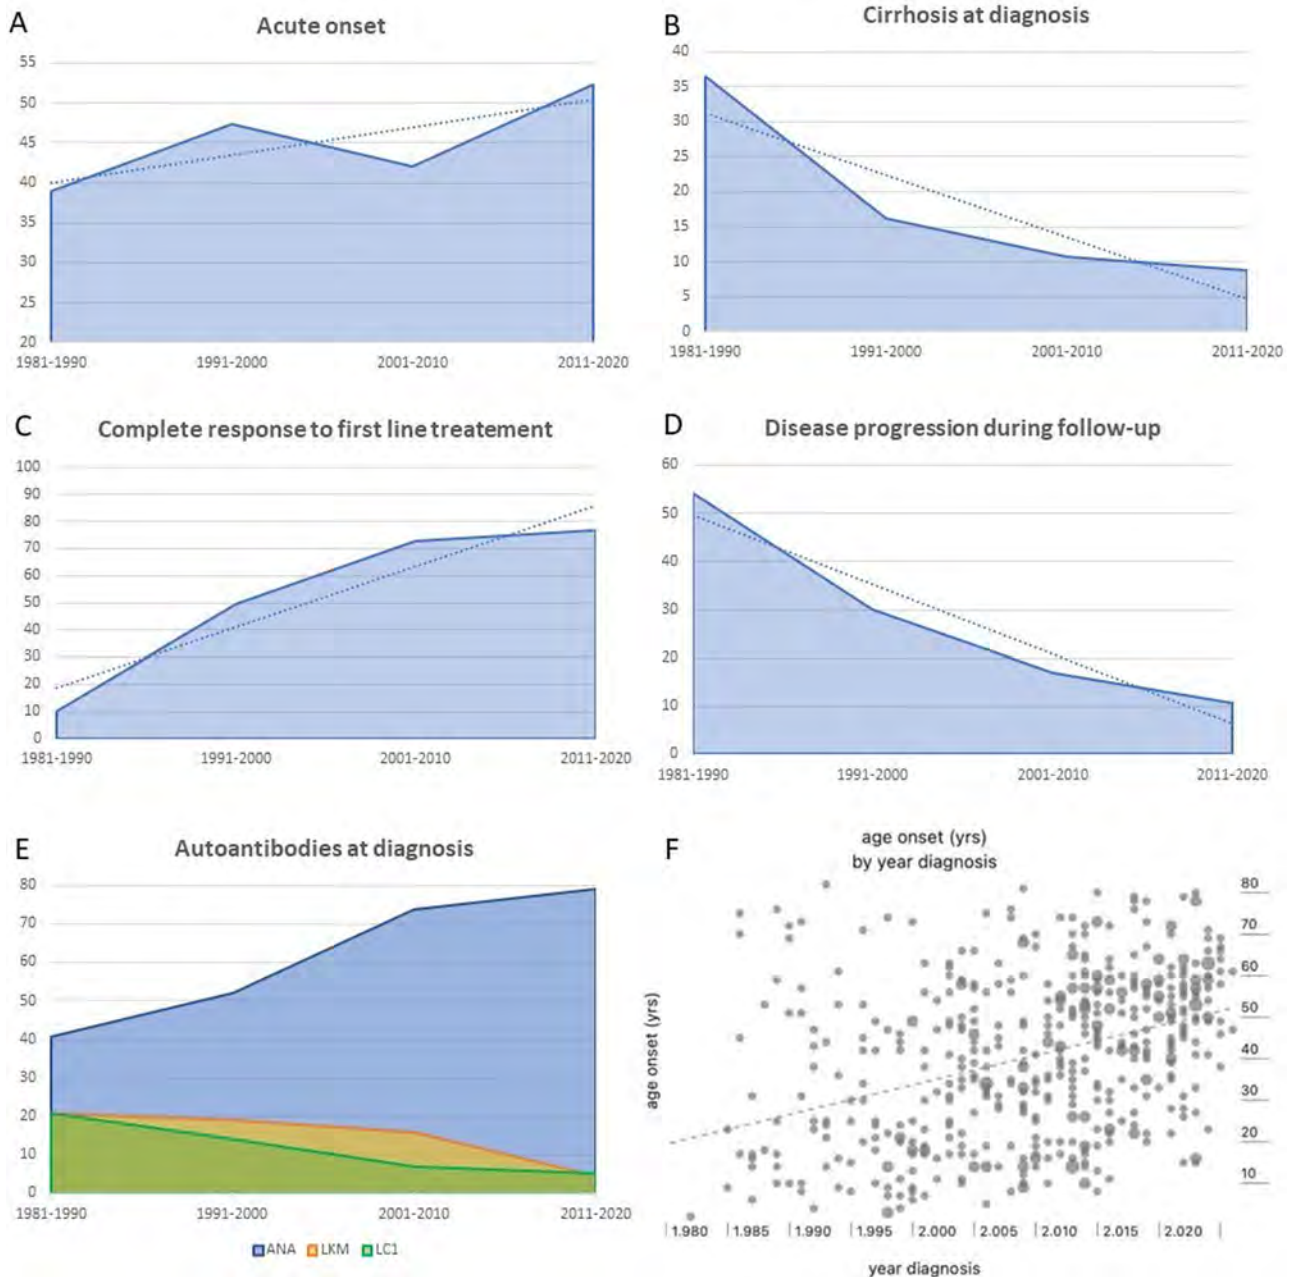 A
Acute onset
55
50
45
40
35
30
25
20
1981-1990 1991-2000 2001-2010 2011-2020
B
Cirrhosis at diagnosis
40
35
30
25
20
15
10
5
0
1981-1990 1991-2000 2001-2010 2011-2020
C
Complete response to first line treatement
100
90
80
70
60
50
40
30
20
10
0
1981-1990 1991-2000 2001-2010 2011-2020
D
Disease progression during follow-up
60
50
40
30
20
10
0
1981-1990 1991-2000 2001-2010 2011-2020
E
Autoantibodies at diagnosis
80
70
60
50
40
30
20
10
0
1981-1990 1991-2000 2001-2010 2011-2020
ANA LKM LC1
F
age onset (yrs)
by year diagnosis
age onset (yrs)
80
70
60
50
40
30
20
10
1.980 1.985 1.990 1.995 2.000 2.005 2.010 2.015 2.020
year diagnosis